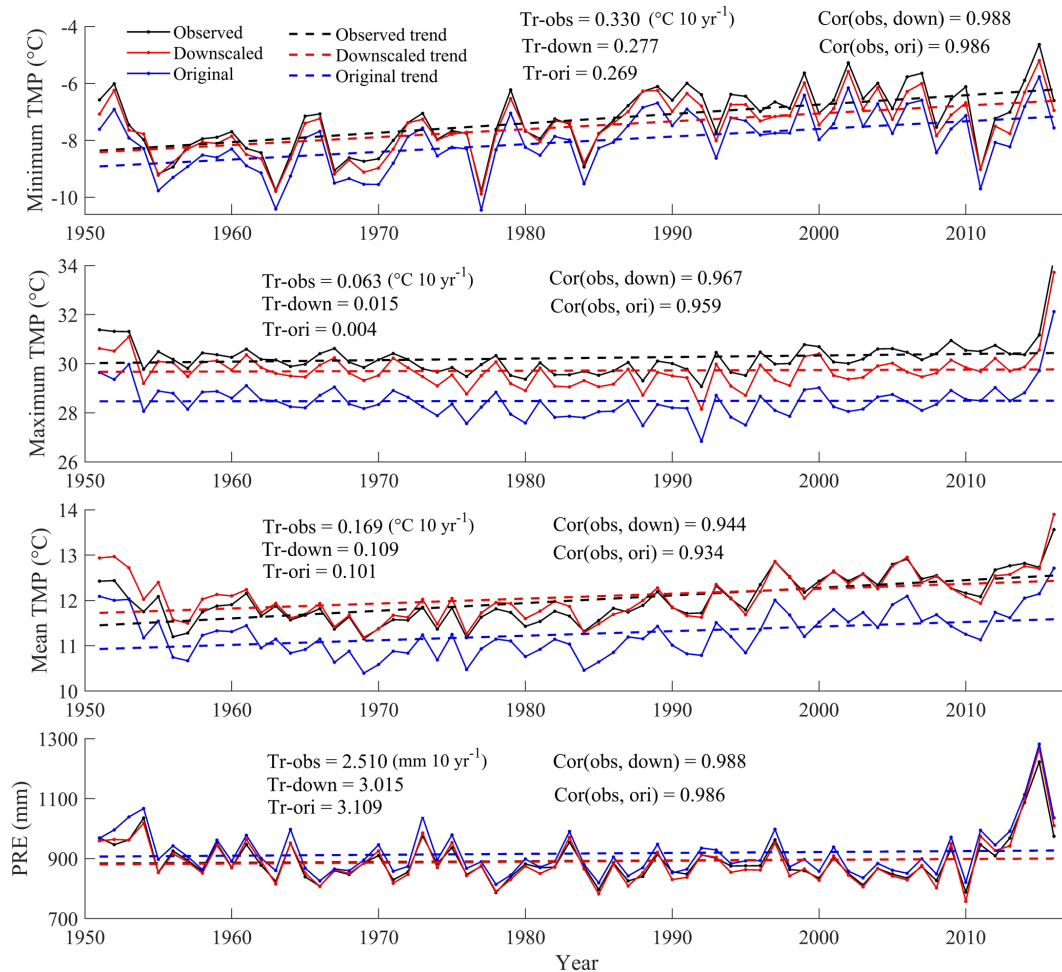 Observed
Downscaled
Original
Observed trend
Downscaled trend
Original trend
Tr-obs = 0.330 (°C 10 yr⁻¹)
Tr-down = 0.277
Tr-ori = 0.269
Cor(obs, down) = 0.988
Cor(obs, ori) = 0.986
Minimum TMP (°C)
-4
-6
-8
-10
1950 1960 1970 1980 1990 2000 2010
Tr-obs = 0.063 (°C 10 yr⁻¹)
Tr-down = 0.015
Tr-ori = 0.004
Cor(obs, down) = 0.967
Cor(obs, ori) = 0.959
Maximum TMP (°C)
34
32
30
28
26
1950 1960 1970 1980 1990 2000 2010
Tr-obs = 0.169 (°C 10 yr⁻¹)
Tr-down = 0.109
Tr-ori = 0.101
Cor(obs, down) = 0.944
Cor(obs, ori) = 0.934
Mean TMP (°C)
14
13
12
11
10
1950 1960 1970 1980 1990 2000 2010
Tr-obs = 2.510 (mm 10 yr⁻¹)
Tr-down = 3.015
Tr-ori = 3.109
Cor(obs, down) = 0.988
Cor(obs, ori) = 0.986
PRE (mm)
1300
1100
900
700
1950 1960 1970 1980 1990 2000 2010
Year